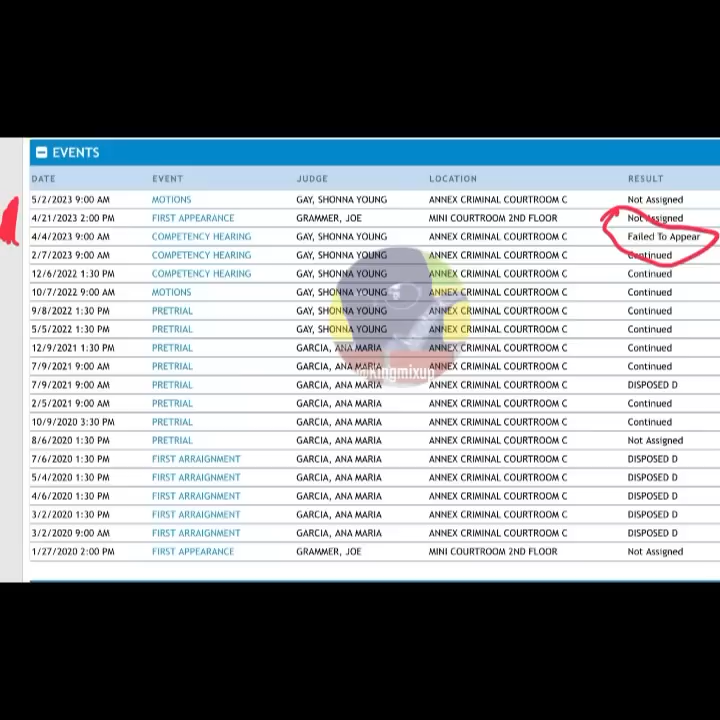 EVENTS
DATE EVENT JUDGE LOCATION RESULT
5/2/2023 9:00 AM MOTIONS GAY, SHONNA YOUNG ANNEX CRIMINAL COURTROOM C Not Assigned
4/21/2023 2:00 PM FIRST APPEARANCE GRAMMER, JOE MINI COURTROOM 2ND FLOOR Not Assigned
4/4/2023 9:00 AM COMPETENCY HEARING GAY, SHONNA YOUNG ANNEX CRIMINAL COURTROOM C Failed To Appear
2/7/2023 9:00 AM COMPETENCY HEARING GAY, SHONNA YOUNG ANNEX CRIMINAL COURTROOM C Continued
12/6/2022 1:30 PM COMPETENCY HEARING GAY, SHONNA YOUNG ANNEX CRIMINAL COURTROOM C Continued
10/7/2022 9:00 AM MOTIONS GAY, SHONNA YOUNG ANNEX CRIMINAL COURTROOM C Continued
9/8/2022 1:30 PM PRETRIAL GAY, SHONNA YOUNG ANNEX CRIMINAL COURTROOM C Continued
5/5/2022 1:30 PM PRETRIAL GAY, SHONNA YOUNG ANNEX CRIMINAL COURTROOM C Continued
12/9/2021 1:30 PM PRETRIAL GARCIA, ANA MARIA ANNEX CRIMINAL COURTROOM C Continued
7/9/2021 9:00 AM PRETRIAL GARCIA, ANA MARIA ANNEX CRIMINAL COURTROOM C Continued
@Kingmixup
7/9/2021 9:00 AM PRETRIAL GARCIA, ANA MARIA ANNEX CRIMINAL COURTROOM C DISPOSED D
2/5/2021 9:00 AM PRETRIAL GARCIA, ANA MARIA ANNEX CRIMINAL COURTROOM C Continued
10/9/2020 3:30 PM PRETRIAL GARCIA, ANA MARIA ANNEX CRIMINAL COURTROOM C Continued
8/6/2020 1:30 PM PRETRIAL GARCIA, ANA MARIA ANNEX CRIMINAL COURTROOM C Not Assigned
7/6/2020 1:30 PM FIRST ARRAIGNMENT GARCIA, ANA MARIA ANNEX CRIMINAL COURTROOM C DISPOSED D
5/4/2020 1:30 PM FIRST ARRAIGNMENT GARCIA, ANA MARIA ANNEX CRIMINAL COURTROOM C DISPOSED D
4/6/2020 1:30 PM FIRST ARRAIGNMENT GARCIA, ANA MARIA ANNEX CRIMINAL COURTROOM C DISPOSED D
3/2/2020 1:30 PM FIRST ARRAIGNMENT GARCIA, ANA MARIA ANNEX CRIMINAL COURTROOM C DISPOSED D
3/2/2020 9:00 AM FIRST ARRAIGNMENT GARCIA, ANA MARIA ANNEX CRIMINAL COURTROOM C DISPOSED D
1/27/2020 2:00 PM FIRST APPEARANCE GRAMMER, JOE MINI COURTROOM 2ND FLOOR Not Assigned